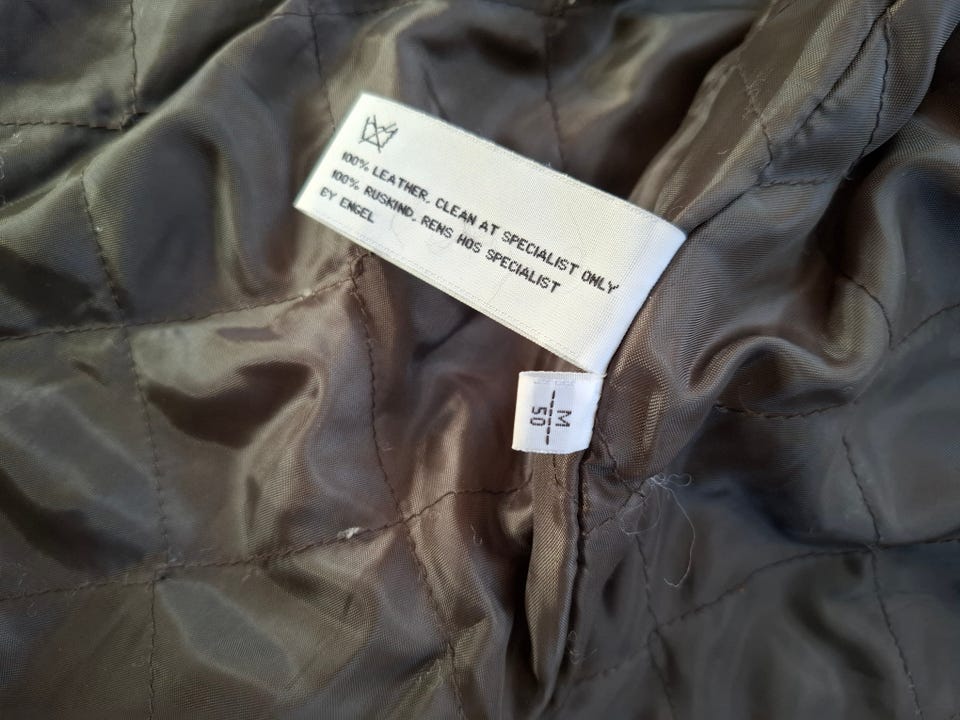 100% LEATHER, CLEAN AT SPECIALIST ONLY
100% RUSKIND, RENS HOS SPECIALIST
BY ENGEL
M
50